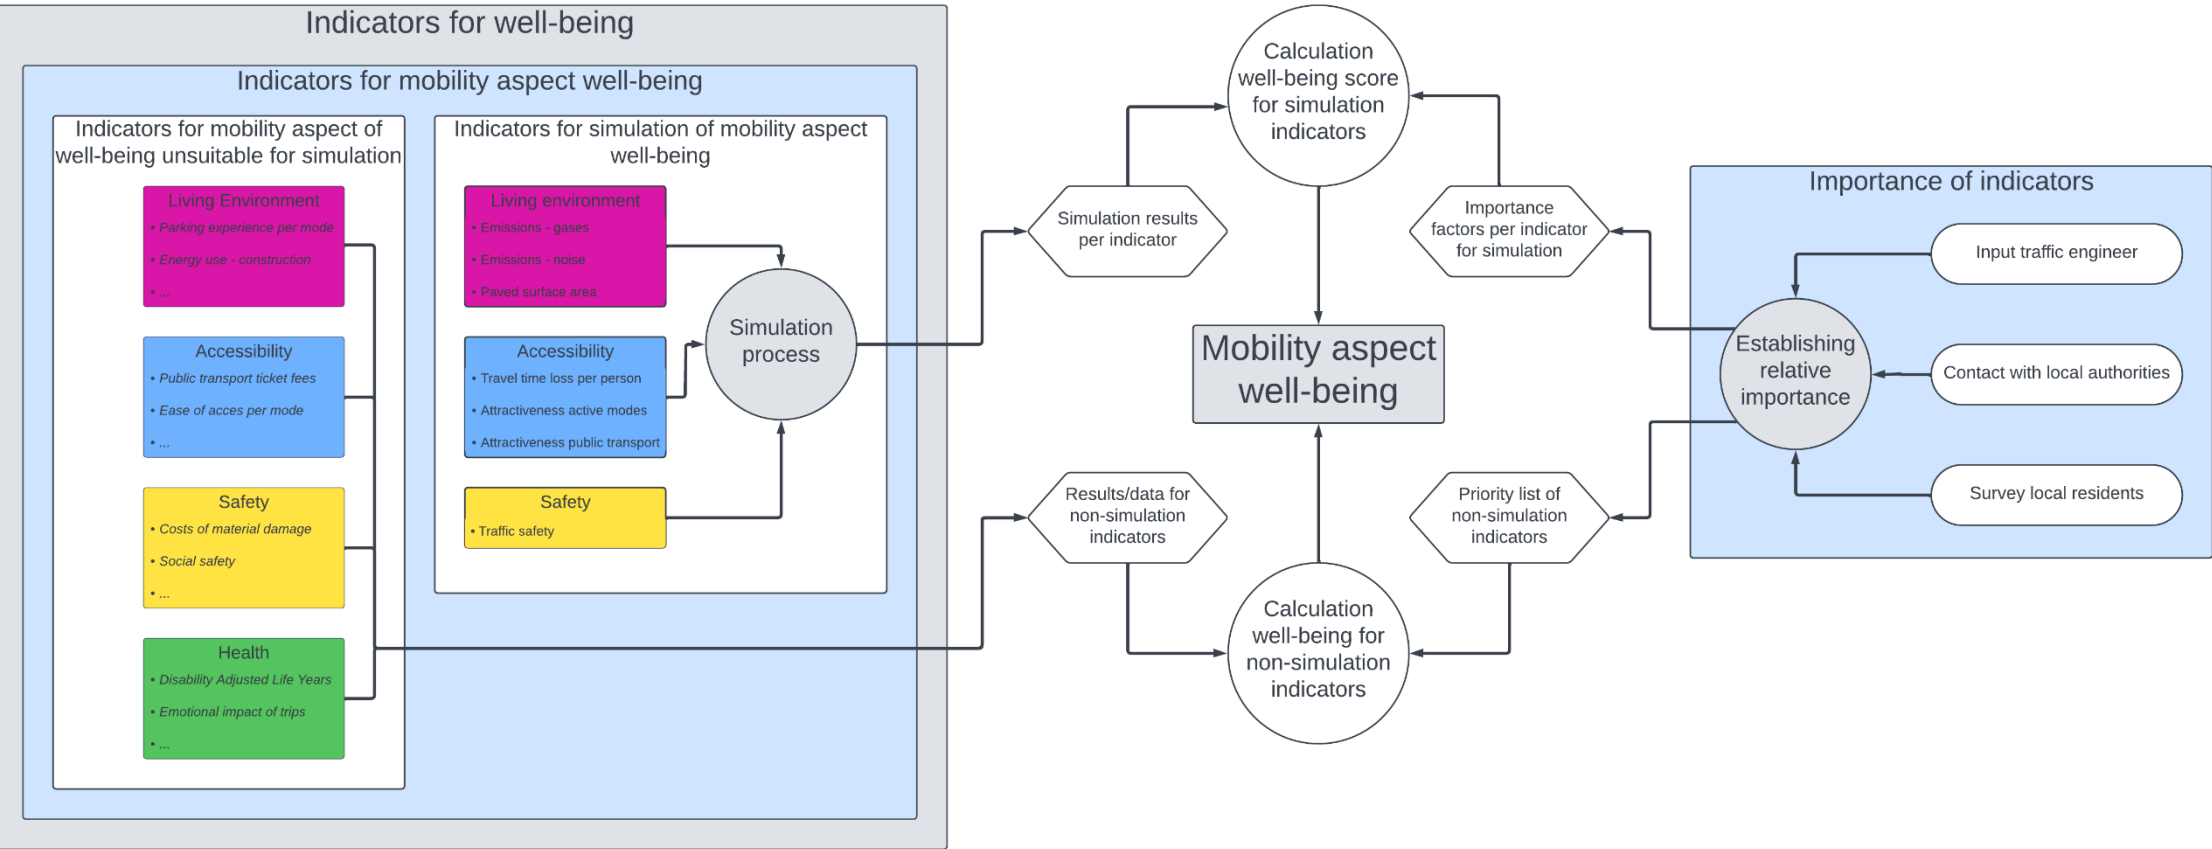 Indicators for well-being
Indicators for mobility aspect well-being
Indicators for mobility aspect of
well-being unsuitable for simulation
Living Environment
• Parking experience per mode
• Energy use - construction
• ...
Accessibility
• Public transport ticket fees
• Ease of acces per mode
• ...
Safety
• Costs of material damage
• Social safety
• ...
Health
• Disability Adjusted Life Years
• Emotional impact of trips
• ...
Indicators for simulation of mobility aspect
well-being
Living environment
• Emissions - gases
• Emissions - noise
• Paved surface area
Accessibility
• Travel time loss per person
• Attractiveness active modes
• Attractiveness public transport
Safety
• Traffic safety
Simulation
process
Simulation results
per indicator
Results/data for
non-simulation
indicators
Calculation
well-being score
for simulation
indicators
Mobility aspect
well-being
Calculation
well-being for
non-simulation
indicators
Importance
factors per indicator
for simulation
Priority list of
non-simulation
indicators
Importance of indicators
Establishing
relative
importance
Input traffic engineer
Contact with local authorities
Survey local residents